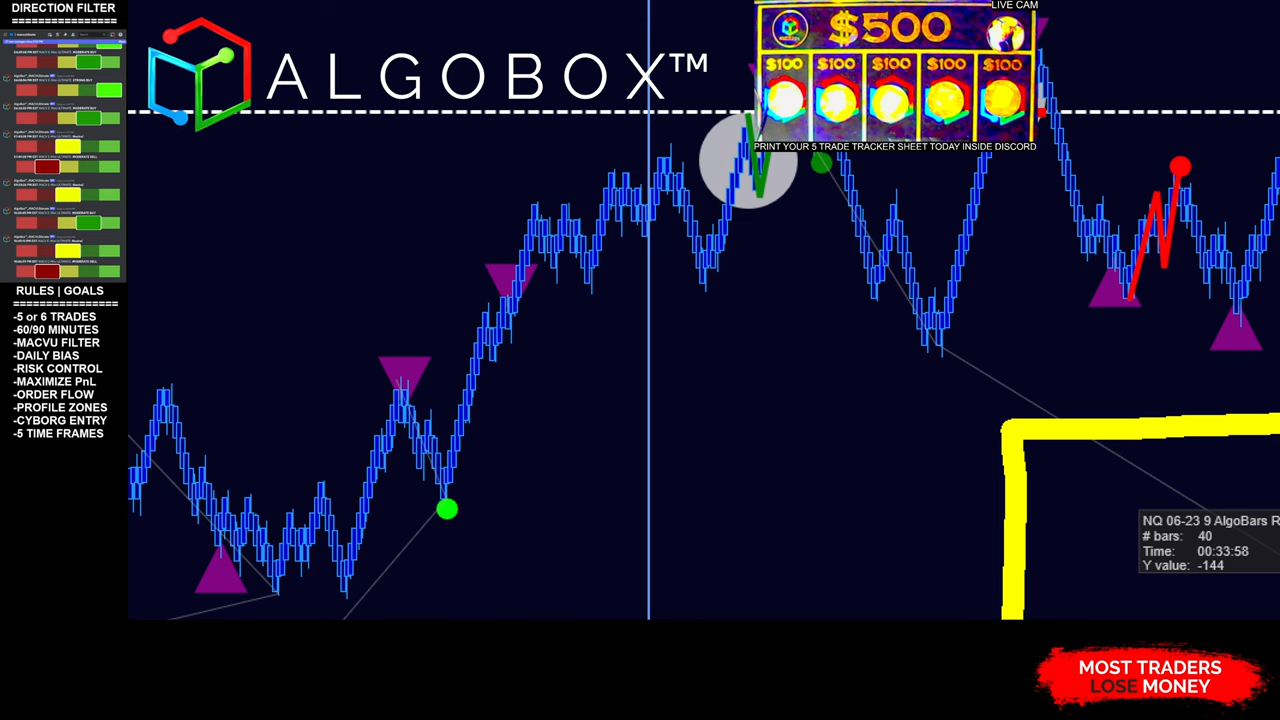 DIRECTION FILTER
================
RULES | GOALS
================
-5 or 6 TRADES
-60/90 MINUTES
-MACVU FILTER
-DAILY BIAS
-RISK CONTROL
-MAXIMIZE PnL
-ORDER FLOW
-PROFILE ZONES
-CYBORG ENTRY
-5 TIME FRAMES
ALGOBOX™
LIVE CAM
$500
$100 $100 $100 $100 $100
PRINT YOUR 5 TRADE TRACKER SHEET TODAY INSIDE DISCORD
NQ 06-23 9 AlgoBars R
# bars: 40
Time: 00:33:58
Y value: -144
MOST TRADERS
LOSE MONEY